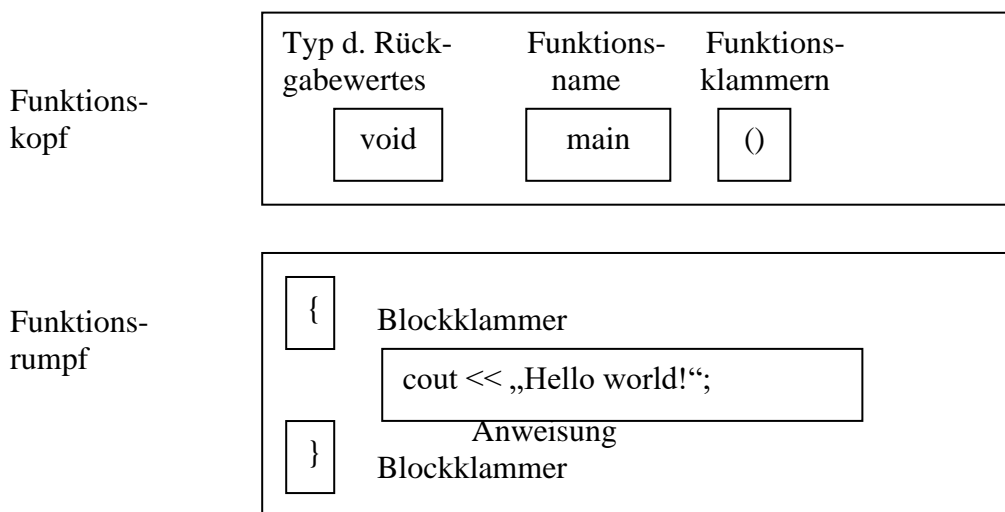 Typ d. Rück- Funktions- Funktions-
gabewertes name klammern
Funktions-
kopf
void main ()
{
Blockklammer
Funktions-
rumpf
cout << „Hello world!“;
Anweisung
}
Blockklammer